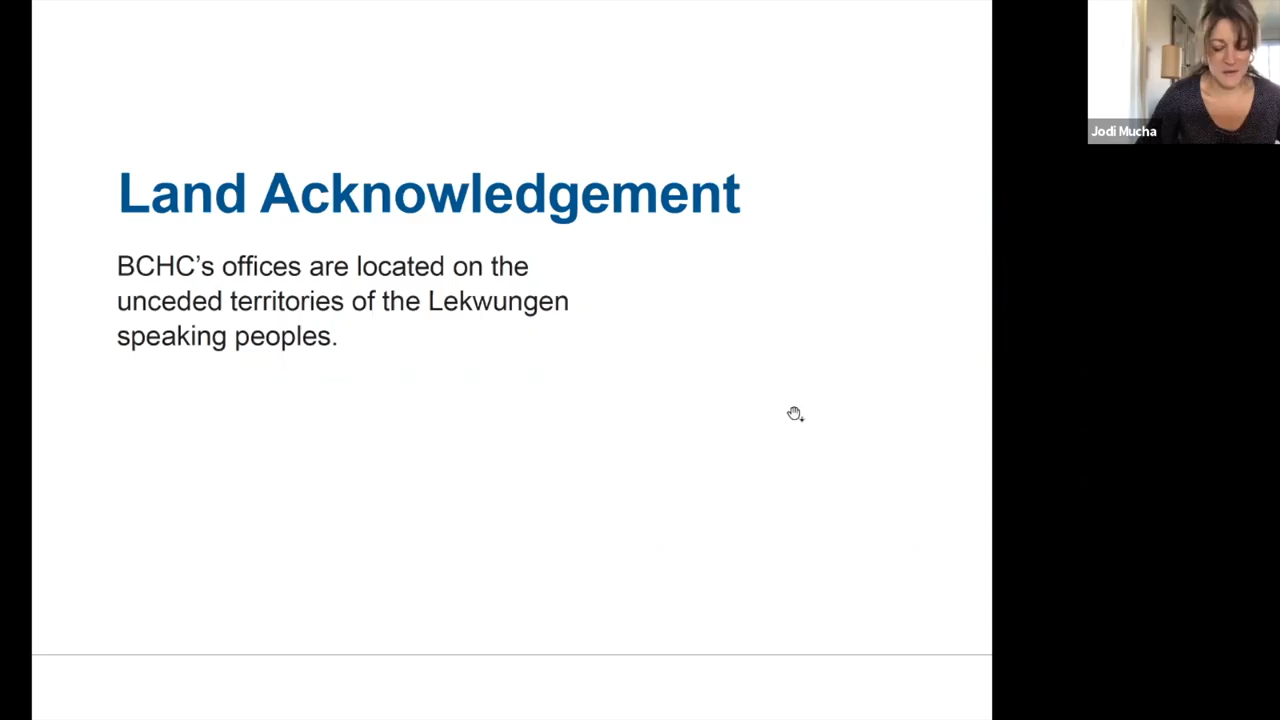 Land Acknowledgement
BCHC’s offices are located on the
unceded territories of the Lekwungen
speaking peoples.
Jodi Mucha